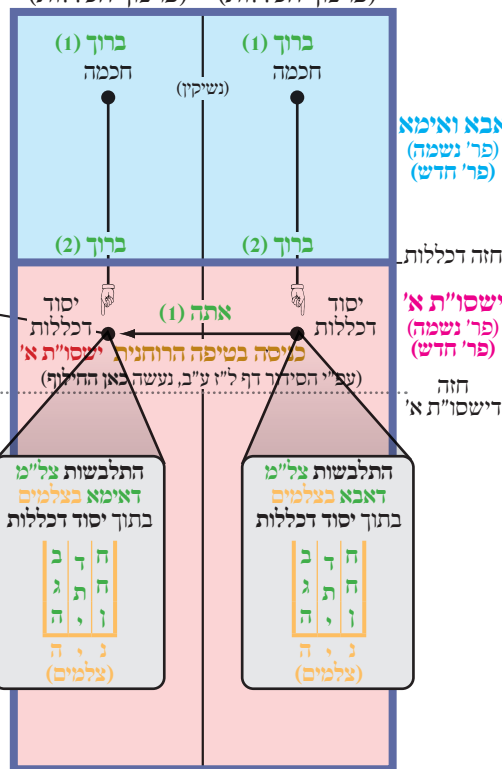 ברוך (1)
חכמה
ברוך (1)
חכמה
(נשיקין)
אבא ואימא
(פר' נשמה)
(פר' חדש)
ברוך (2)
ברוך (2)
חזה דכללות
ישסו"ת א'
(פר' נשמה)
(פר' חדש)
יסוד
דכללות
אתה (1)
יסוד
דכללות
כניסה בטיפה הרוחנית ישסו"ת א'
(עפ"י הסידור דף ל"ז ע"ב, נעשה כאן החילוף)
חזה
דישסו"ת א'
התלבשות צל"מ
דאבא בצלמים
בתוך יסוד דכללות
ח ד ב
ח ת ג
ן י ה
נ י ה
(צלמים)
התלבשות צל"מ
דאימא בצלמים
בתוך יסוד דכללות
ח ד ב
ח ת ג
ן י ה
נ י ה
(צלמים)